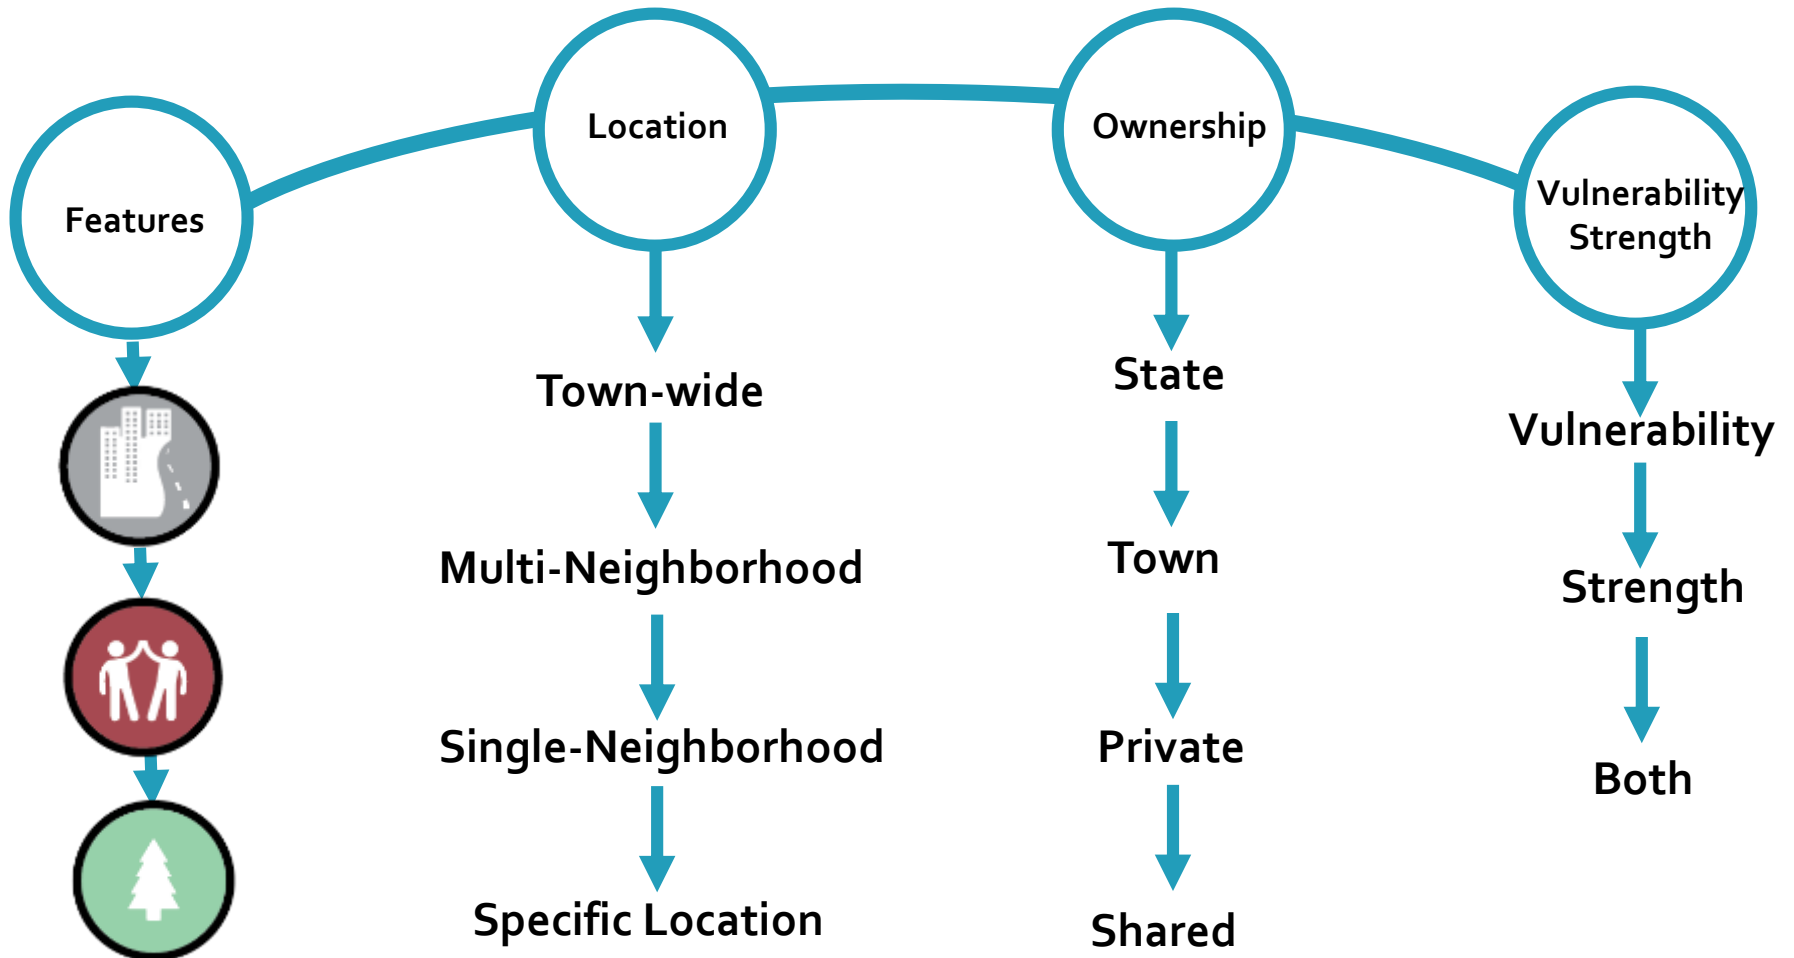 Features
Location
Town-wide
Multi-Neighborhood
Single-Neighborhood
Specific Location
Ownership
State
Town
Private
Shared
Vulnerability
Strength
Vulnerability
Strength
Both